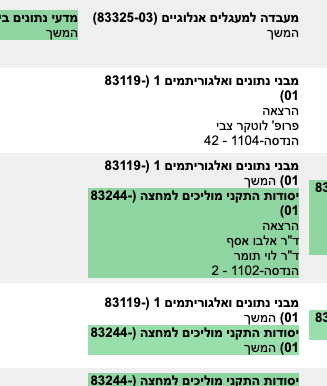 מעבדה למעגלים אנלוגיים (83325-03)
המשך
מדעי נתונים בי
המשך
מבני נתונים ואלגוריתמים 1 (83119-
01)
הרצאה
פרופ' לוטקר צבי
הנדסה-1104 - 42
מבני נתונים ואלגוריתמים 1 (83119-
01) המשך
יסודות התקני מוליכים למחצה (83244-
01)
הרצאה
ד"ר אלבו אסף
ד"ר לוי תומר
הנדסה-1102 - 2
83
מבני נתונים ואלגוריתמים 1 (83119-
01) המשך
יסודות התקני מוליכים למחצה (83244-
01) המשך
83
יסודות התקני מוליכים למחצה (83244-